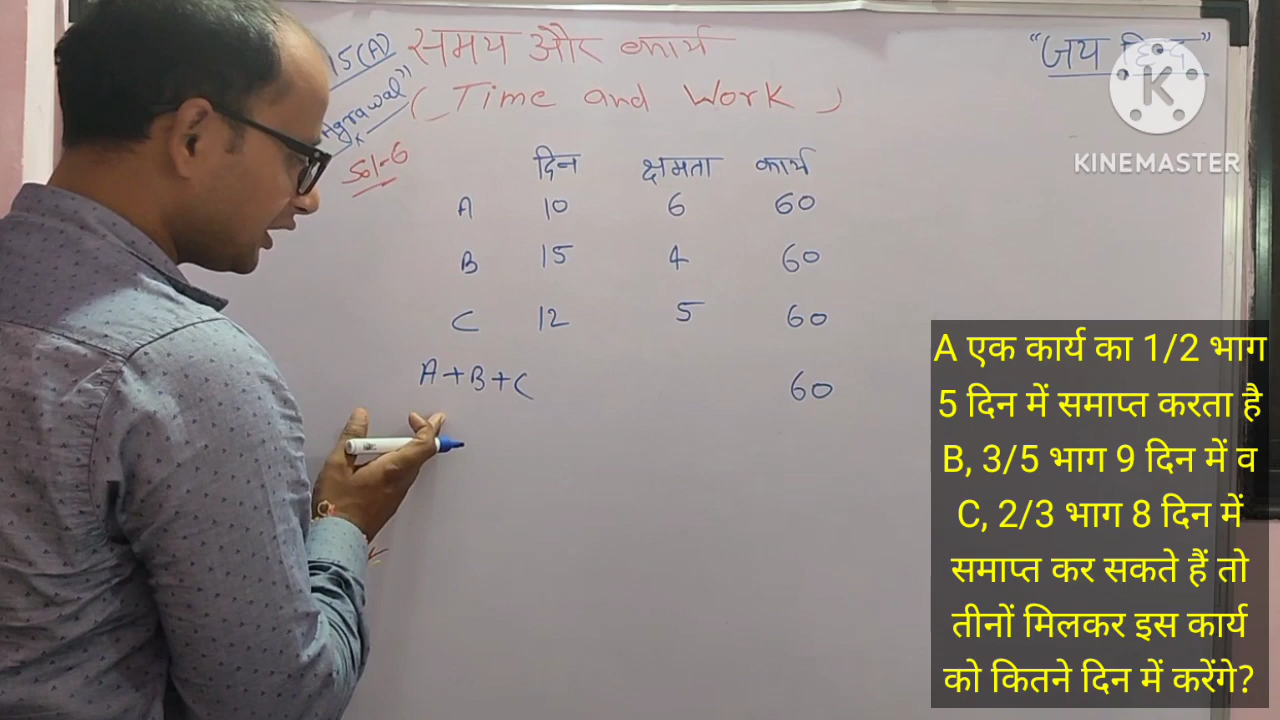 15(A) समय और कार्य
"जय हिन्द"
Agrawal"
(Time and Work)
KINEMASTER
Sol-6
दिन क्षमता कार्य
A 10 6 60
B 15 4 60
C 12 5 60
A+B+C 60
A एक कार्य का 1/2 भाग
5 दिन में समाप्त करता है
B, 3/5 भाग 9 दिन में व
C, 2/3 भाग 8 दिन में
समाप्त कर सकते हैं तो
तीनों मिलकर इस कार्य
को कितने दिन में करेंगे?